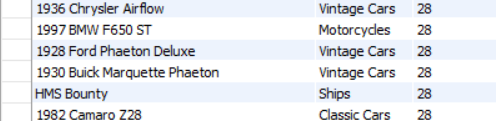 1936 Chrysler Airflow Vintage Cars 28
1997 BMW F650 ST Motorcycles 28
1928 Ford Phaeton Deluxe Vintage Cars 28
1930 Buick Marquette Phaeton Vintage Cars 28
HMS Bounty Ships 28
1982 Camaro Z28 Classic Cars 28